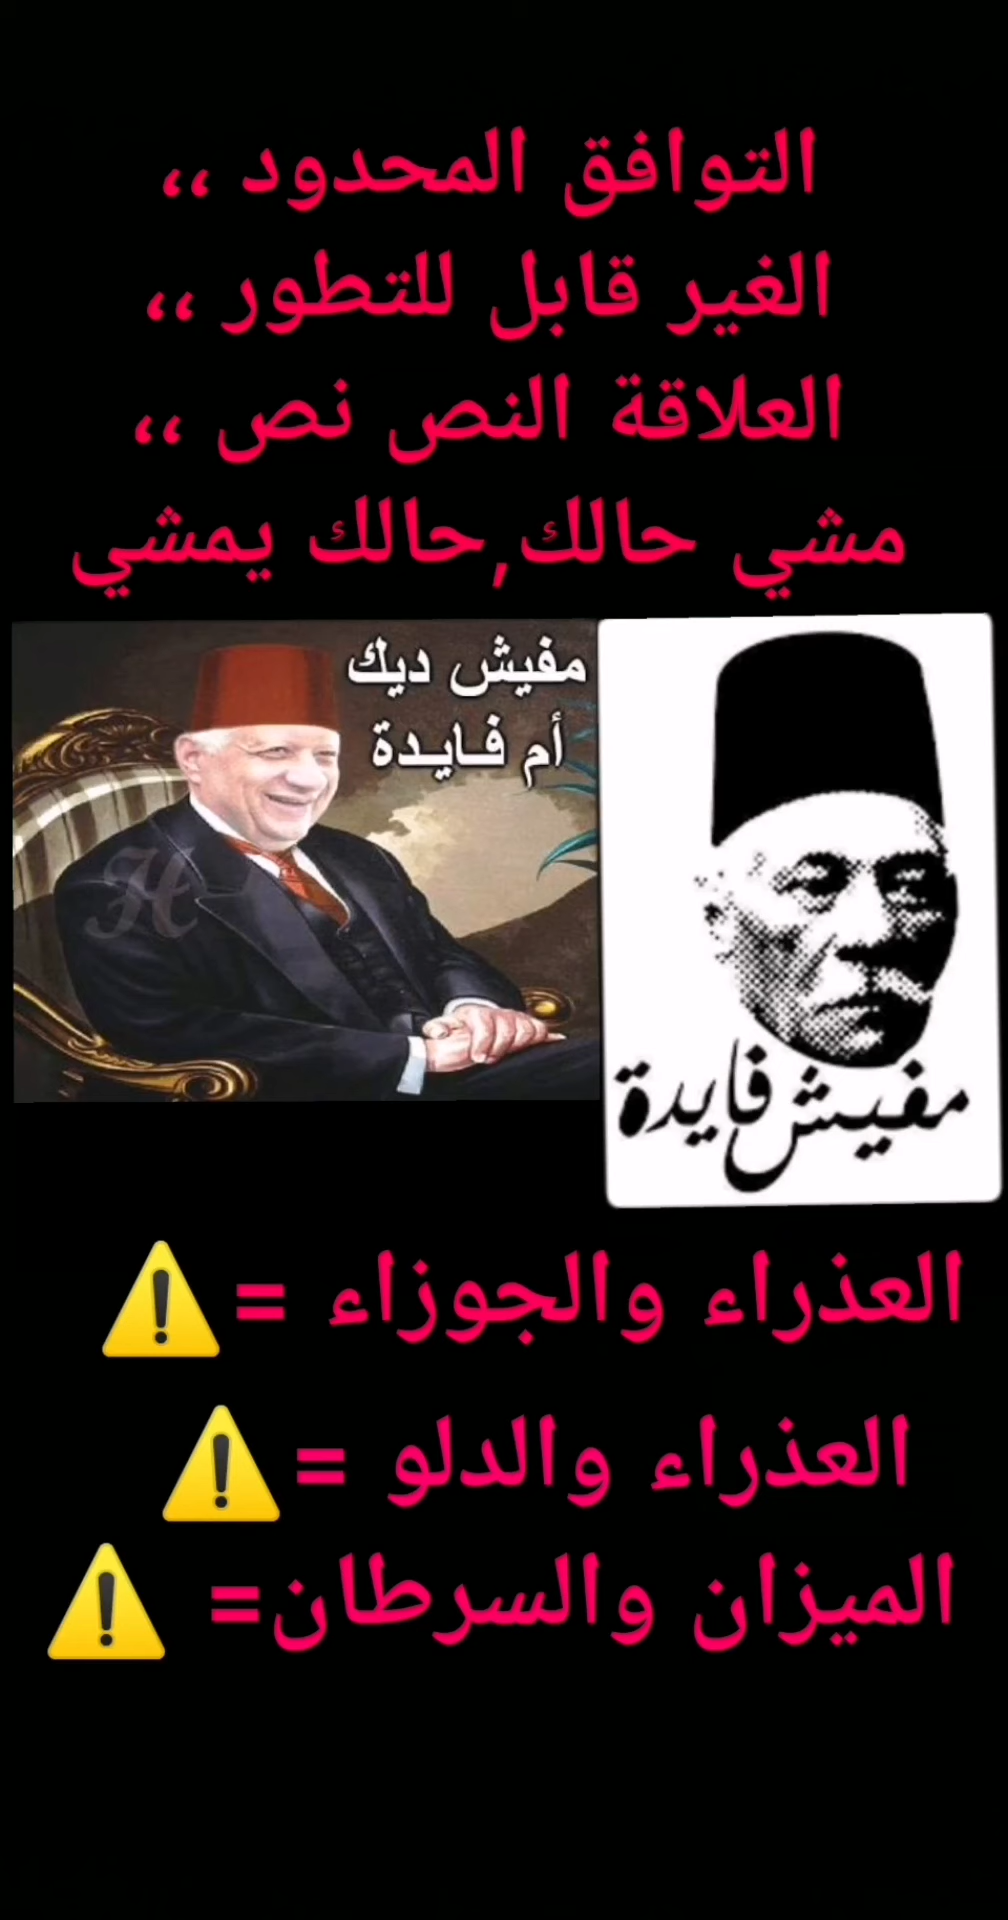 التوافق المحدود ،،
الغير قابل للتطور ،،
العلاقة النص نص ،،
مشي حالك,حالك يمشي
مفيش ديك
أم فايدة
H
مفيش فايدة
العذراء والجوزاء =⚠️
العذراء والدلو =⚠️
الميزان والسرطان= ⚠️